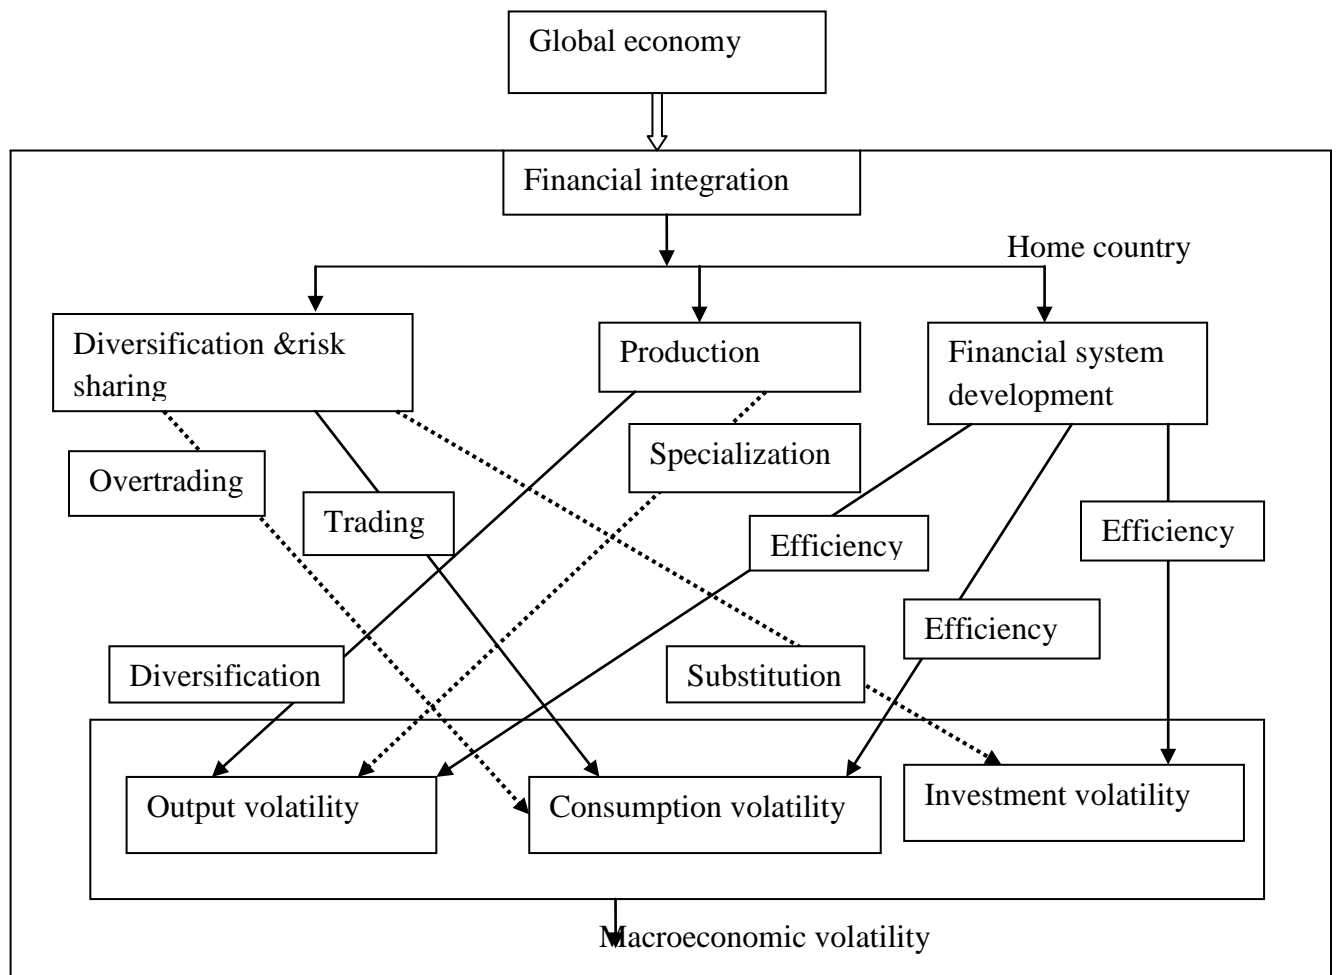 Global economy
Financial integration
Home country
Diversification &risk
sharing
Production
Financial system
development
Specialization
Overtrading
Trading
Efficiency
Efficiency
Efficiency
Diversification
Substitution
Output volatility
Consumption volatility
Investment volatility
Macroeconomic volatility